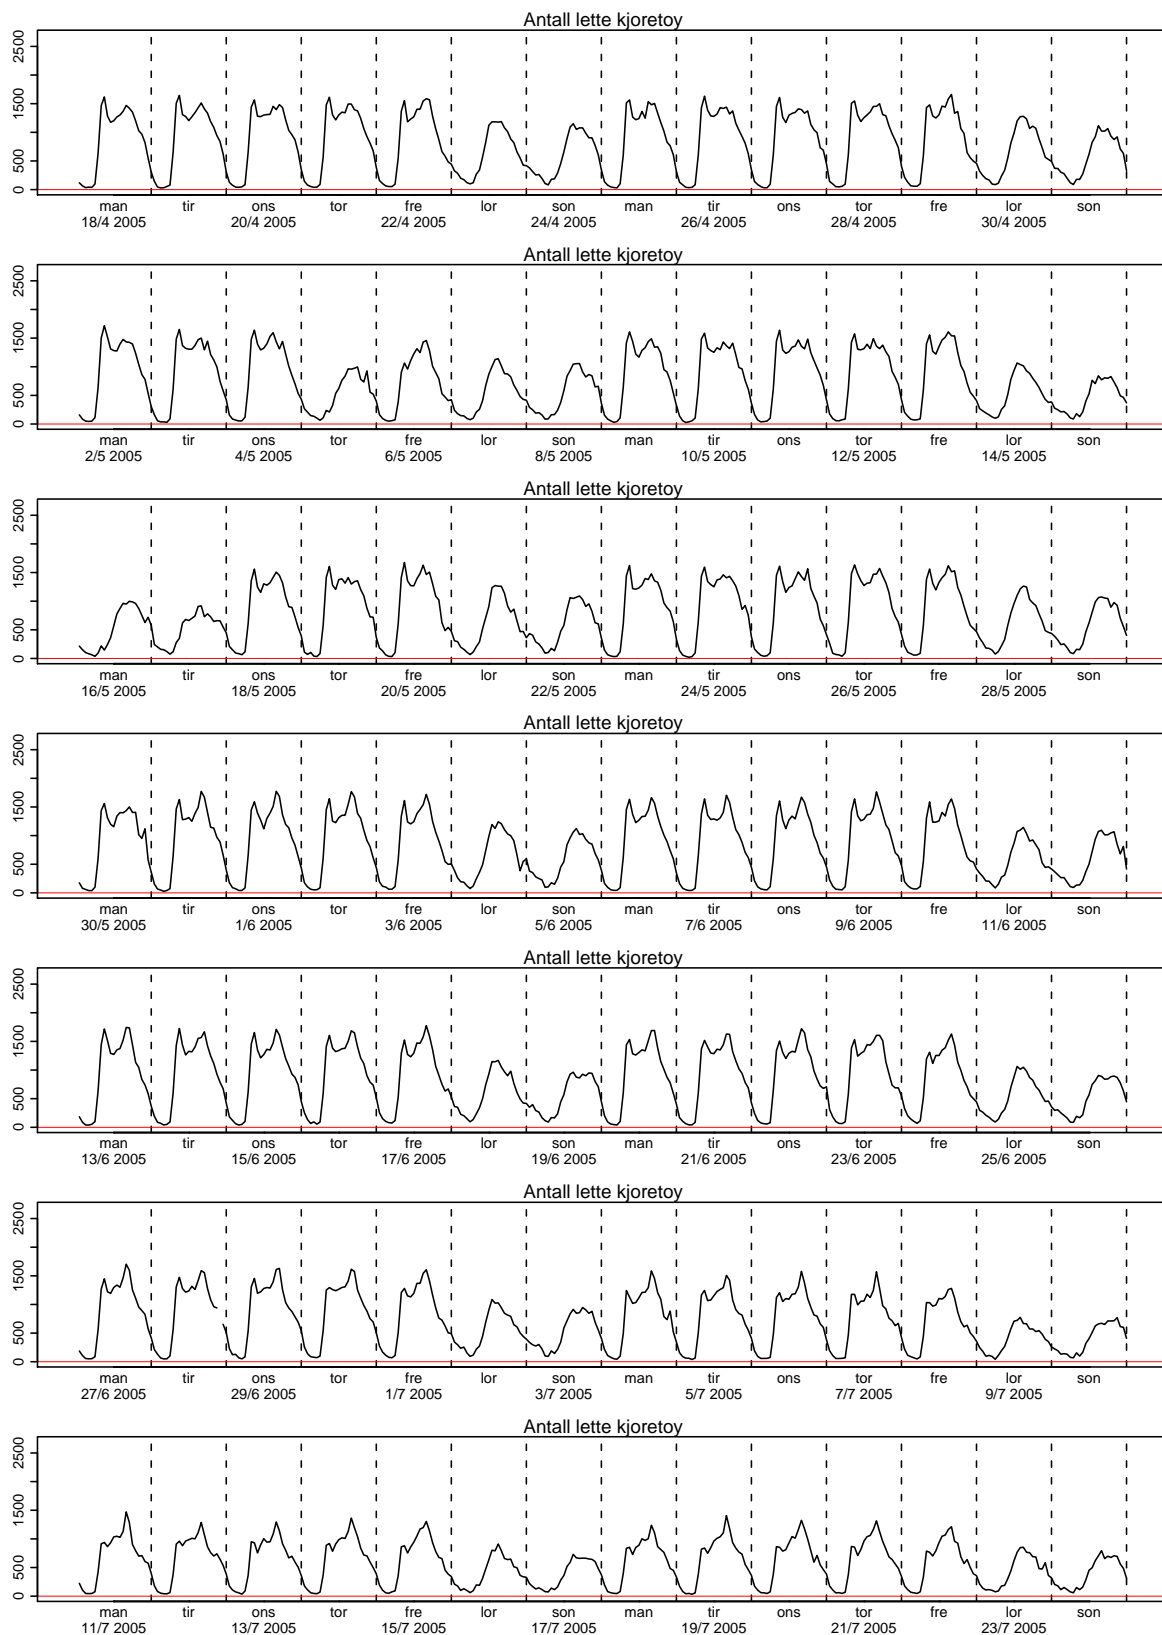 Antall lette kjoretoy
2500
1500
500
0
man tir ons tor fre lor son man tir ons tor fre lor son
18/4 2005 20/4 2005 22/4 2005 24/4 2005 26/4 2005 28/4 2005 30/4 2005
Antall lette kjoretoy
2500
1500
500
0
man tir ons tor fre lor son man tir ons tor fre lor son
2/5 2005 4/5 2005 6/5 2005 8/5 2005 10/5 2005 12/5 2005 14/5 2005
Antall lette kjoretoy
2500
1500
500
0
man tir ons tor fre lor son man tir ons tor fre lor son
16/5 2005 18/5 2005 20/5 2005 22/5 2005 24/5 2005 26/5 2005 28/5 2005
Antall lette kjoretoy
2500
1500
500
0
man tir ons tor fre lor son man tir ons tor fre lor son
30/5 2005 1/6 2005 3/6 2005 5/6 2005 7/6 2005 9/6 2005 11/6 2005
Antall lette kjoretoy
2500
1500
500
0
man tir ons tor fre lor son man tir ons tor fre lor son
13/6 2005 15/6 2005 17/6 2005 19/6 2005 21/6 2005 23/6 2005 25/6 2005
Antall lette kjoretoy
2500
1500
500
0
man tir ons tor fre lor son man tir ons tor fre lor son
27/6 2005 29/6 2005 1/7 2005 3/7 2005 5/7 2005 7/7 2005 9/7 2005
Antall lette kjoretoy
2500
1500
500
0
man tir ons tor fre lor son man tir ons tor fre lor son
11/7 2005 13/7 2005 15/7 2005 17/7 2005 19/7 2005 21/7 2005 23/7 2005